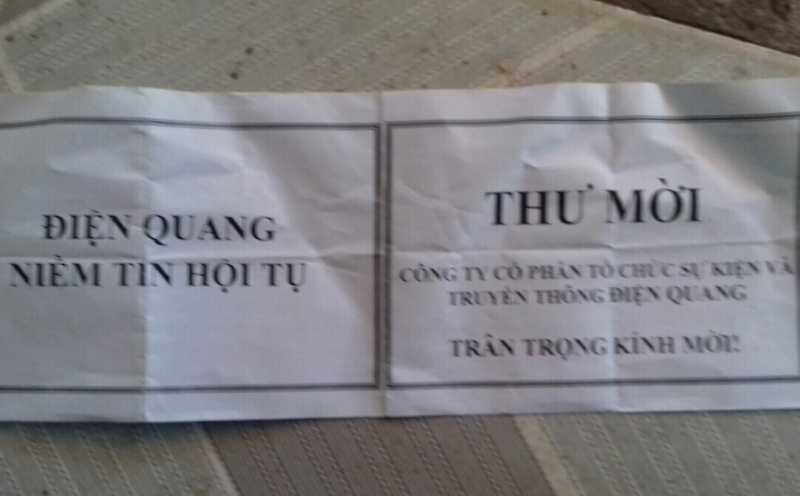 ĐIỆN QUANG
NIỀM TIN HỘI TỤ
THƯ MỜI
CÔNG TY CỔ PHẦN TỔ CHỨC SỰ KIỆN VÀ
TRUYỀN THÔNG ĐIỆN QUANG
TRÂN TRỌNG KÍNH MỜI!